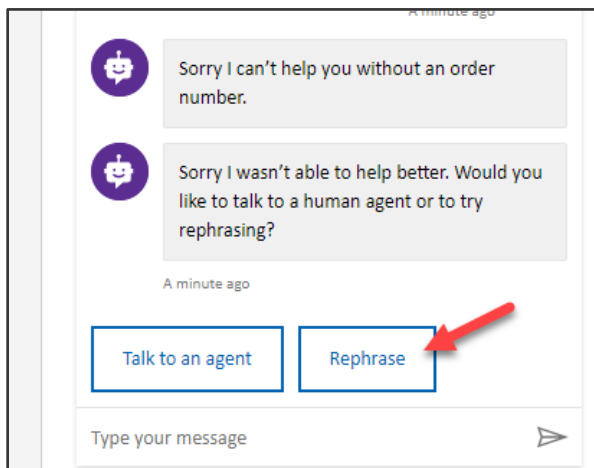 A minute ago
Sorry I can't help you without an order
number.
Sorry I wasn't able to help better. Would you
like to talk to a human agent or to try
rephrasing?
A minute ago
Talk to an agent
Rephrase
Type your message